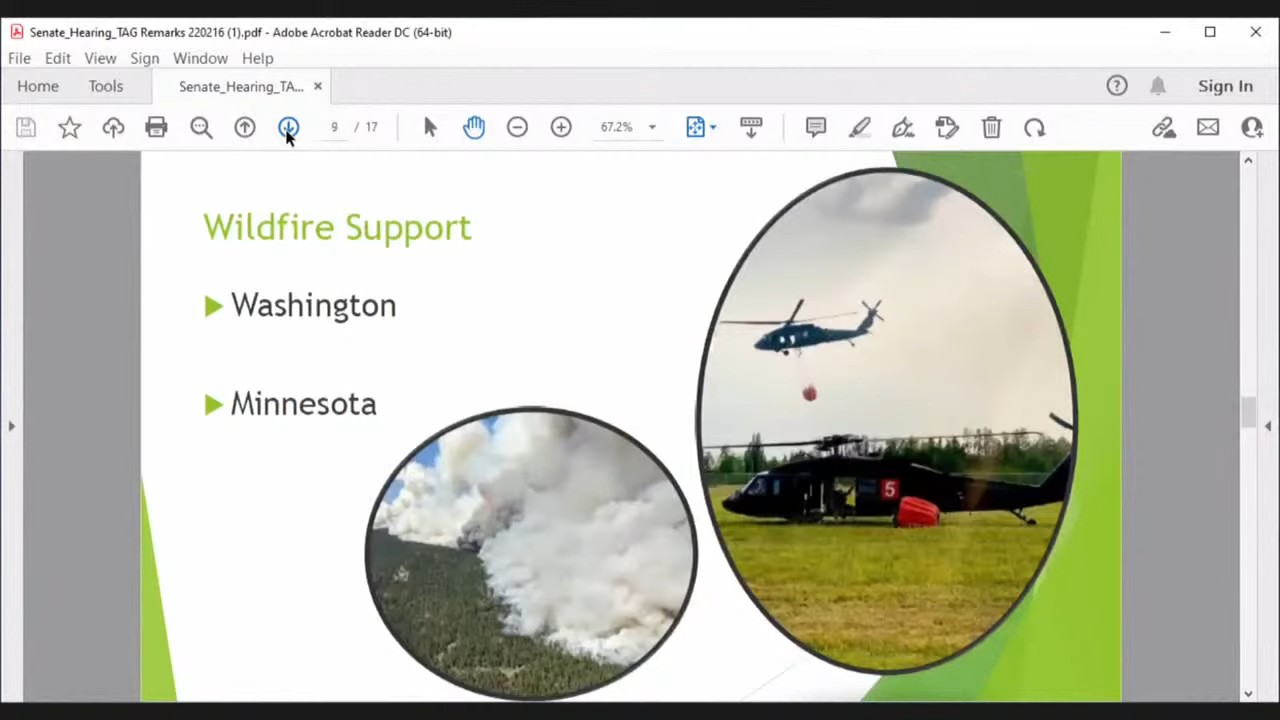 Senate_Hearing_TAG Remarks 220216 (1).pdf - Adobe Acrobat Reader DC (64-bit)
File Edit View Sign Window Help
Home Tools Senate_Hearing_TA... Sign In
9 / 17 67.2%
Wildfire Support
Washington
Minnesota
5